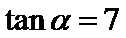 tan α = 7